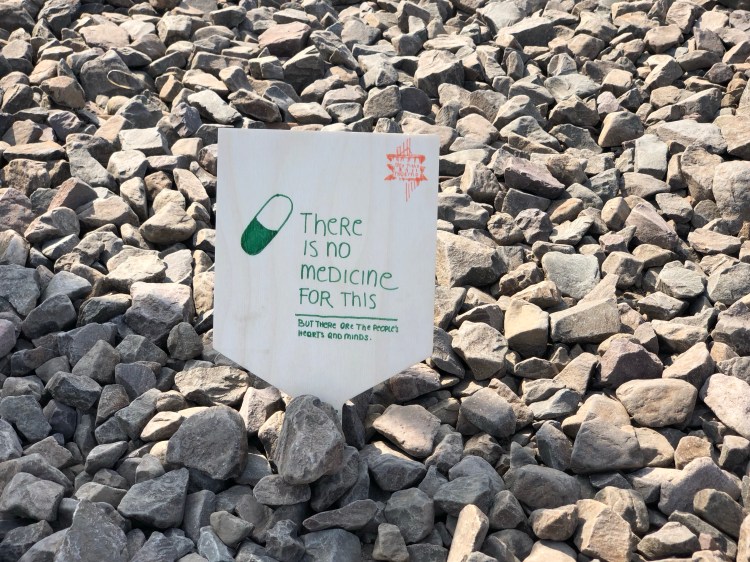 THERE
IS NO
MEDICINE
FOR THIS
BUT THERE ARE THE PEOPLE'S
HEARTS AND MINDS.